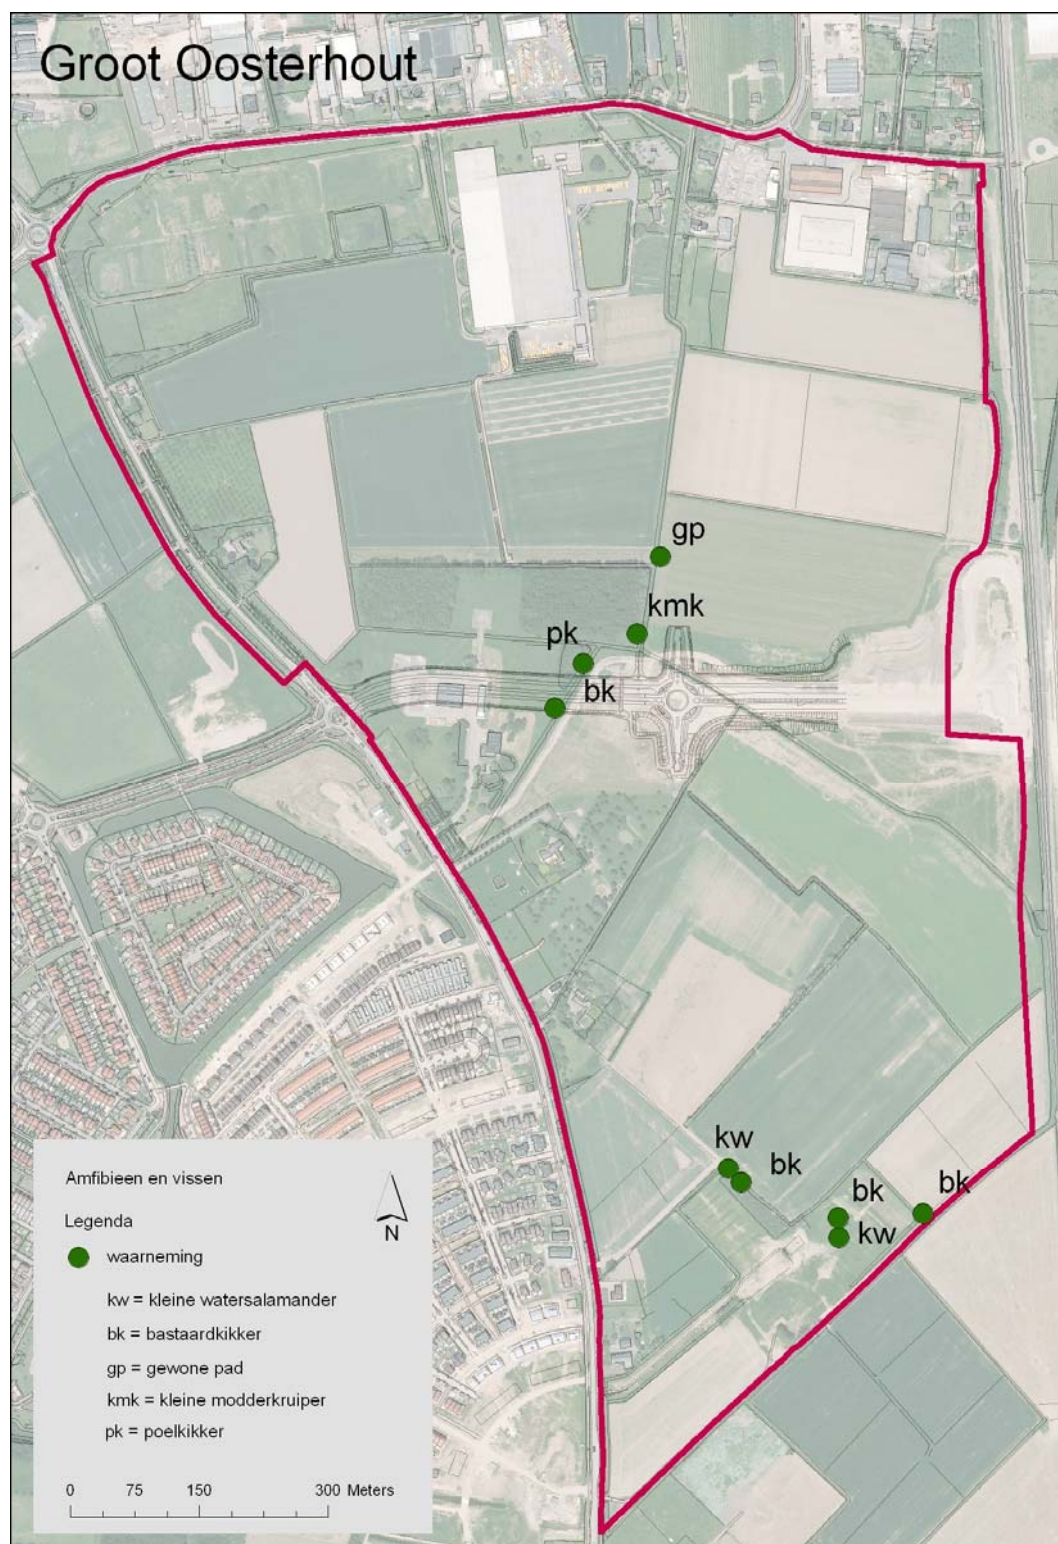 Groot Oosterhout
gp
kmk
pk
bk
kw
bk
bk
bk
kw
Amfibieen en vissen
N
Legenda
waarneming
kw = kleine watersalamander
bk = bastaardkikker
gp = gewone pad
kmk = kleine modderkruiper
pk = poelkikker
0 75 150 300 Meters